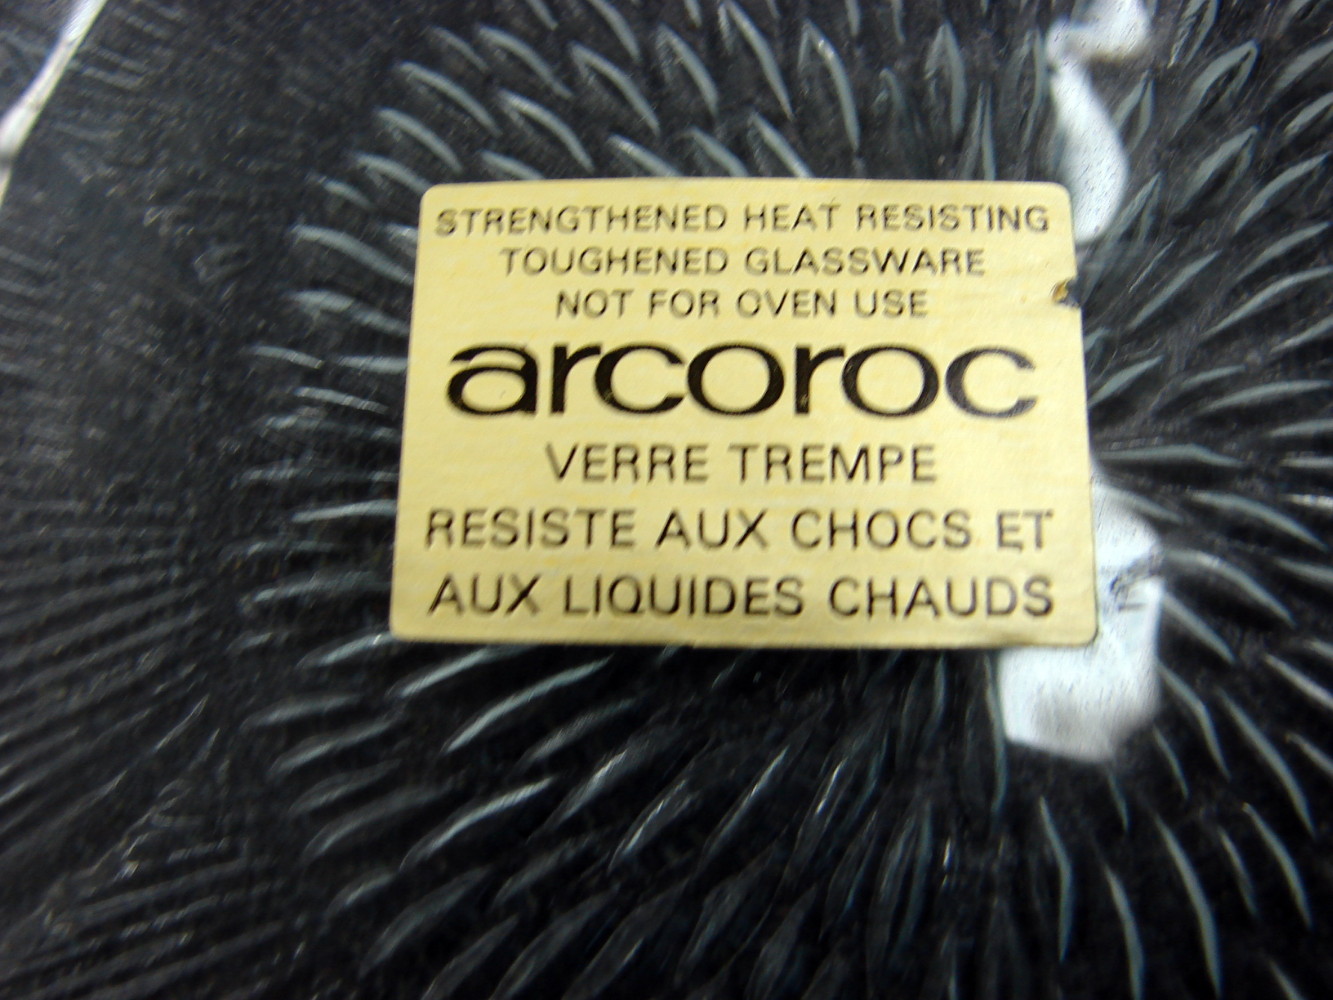 STRENGTHENED HEAT RESISTING
TOUGHENED GLASSWARE
NOT FOR OVEN USE
arcoroc
VERRE TREMPE
RESISTE AUX CHOCS ET
AUX LIQUIDES CHAUDS